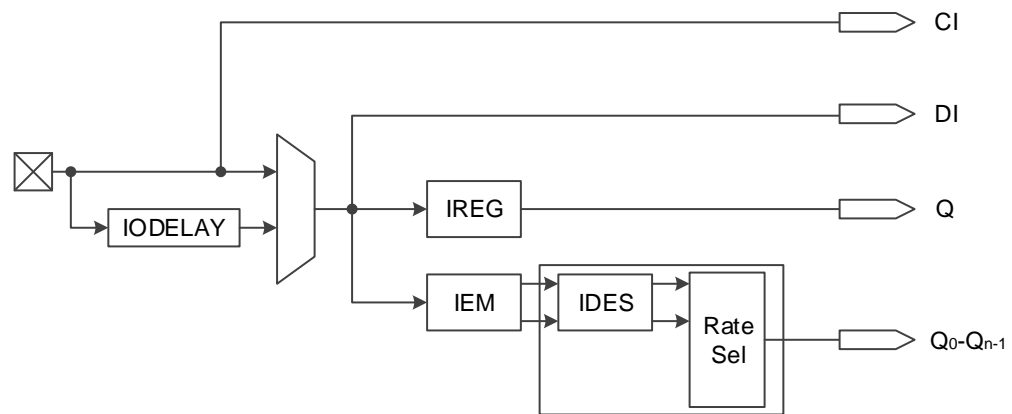 CI
DI
IODELAY
IREG
Q
IEM
IDES
Rate
Sel
Q0-Qn-1